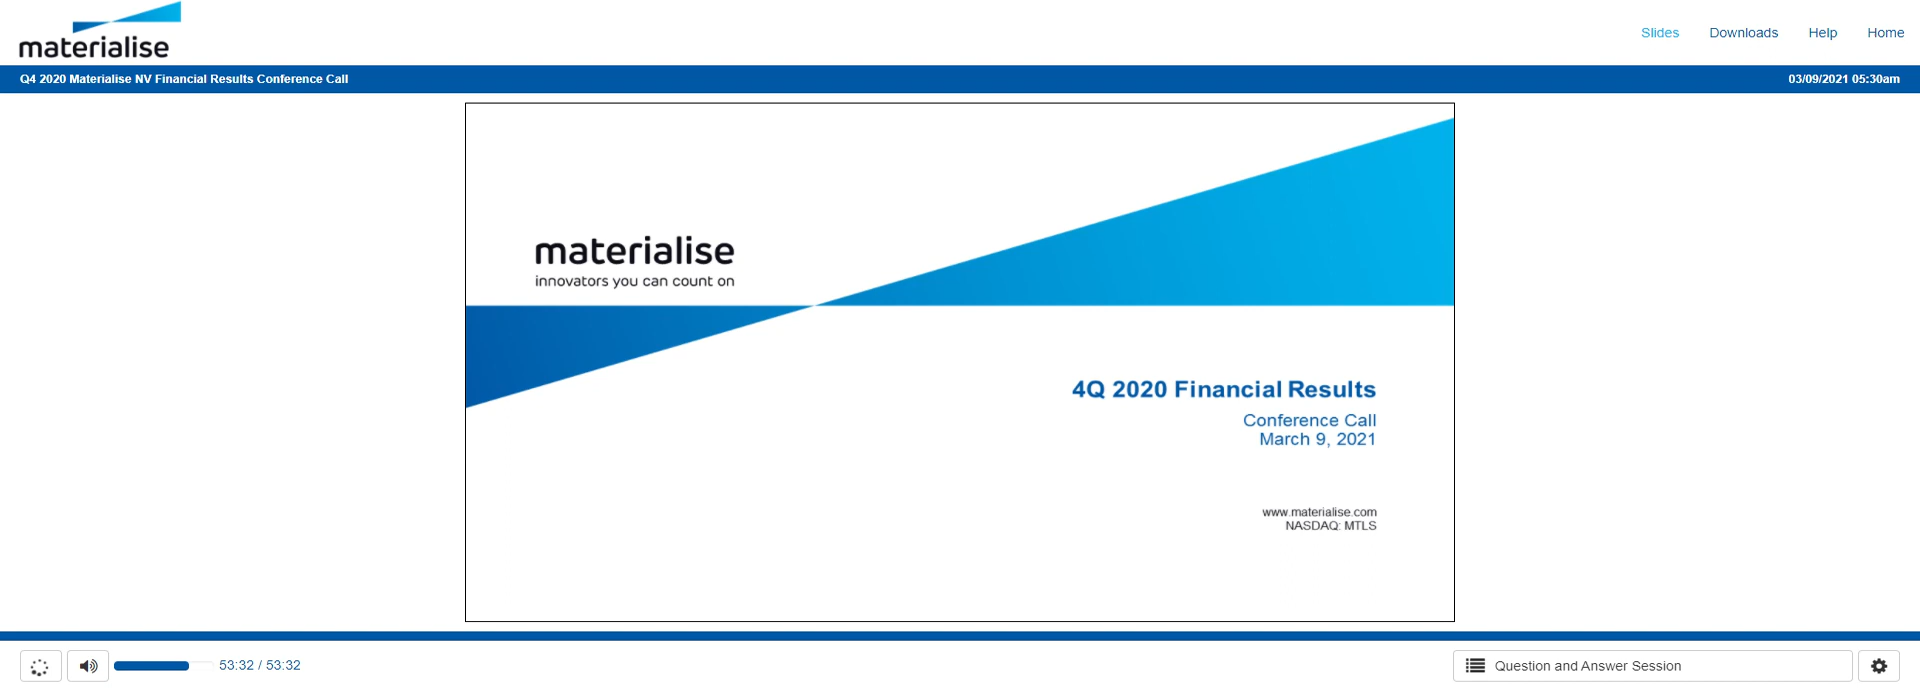 materialise
Slides Downloads Help Home
Q4 2020 Materialise NV Financial Results Conference Call 03/09/2021 05:30am
materialise
innovators you can count on
4Q 2020 Financial Results
Conference Call
March 9, 2021
www.materialise.com
NASDAQ: MTLS
53:32 / 53:32 Question and Answer Session